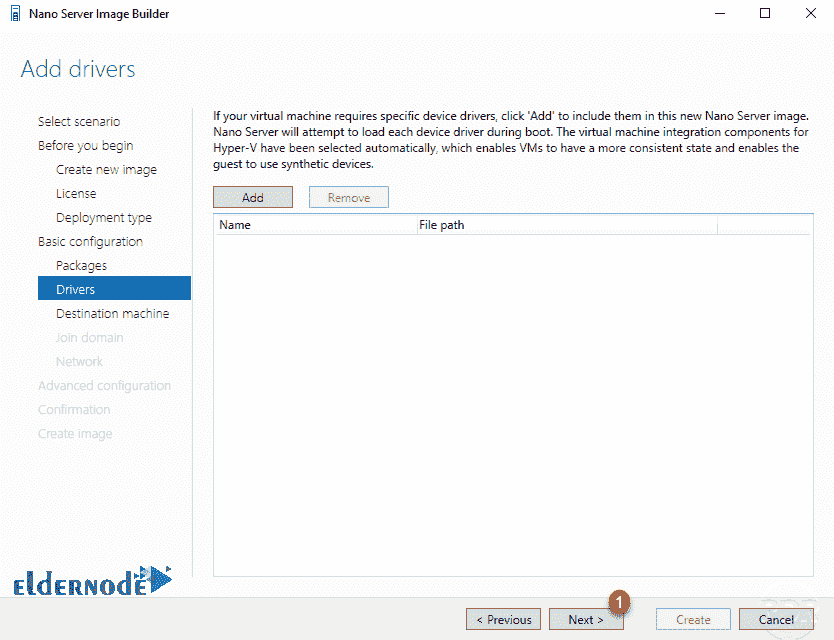 Nano Server Image Builder
Add drivers
Select scenario
Before you begin
Create new image
License
Deployment type
Basic configuration
Packages
Drivers
Destination machine
Join domain
Network
Advanced configuration
Confirmation
Create image
If your virtual machine requires specific device drivers, click 'Add' to include them in this new Nano Server image.
Nano Server will attempt to load each device driver during boot. The virtual machine integration components for
Hyper-V have been selected automatically, which enables VMs to have a more consistent state and enables the
guest to use synthetic devices.
Add Remove
Name File path
ELDERNODE
1
< Previous Next > Create Cancel